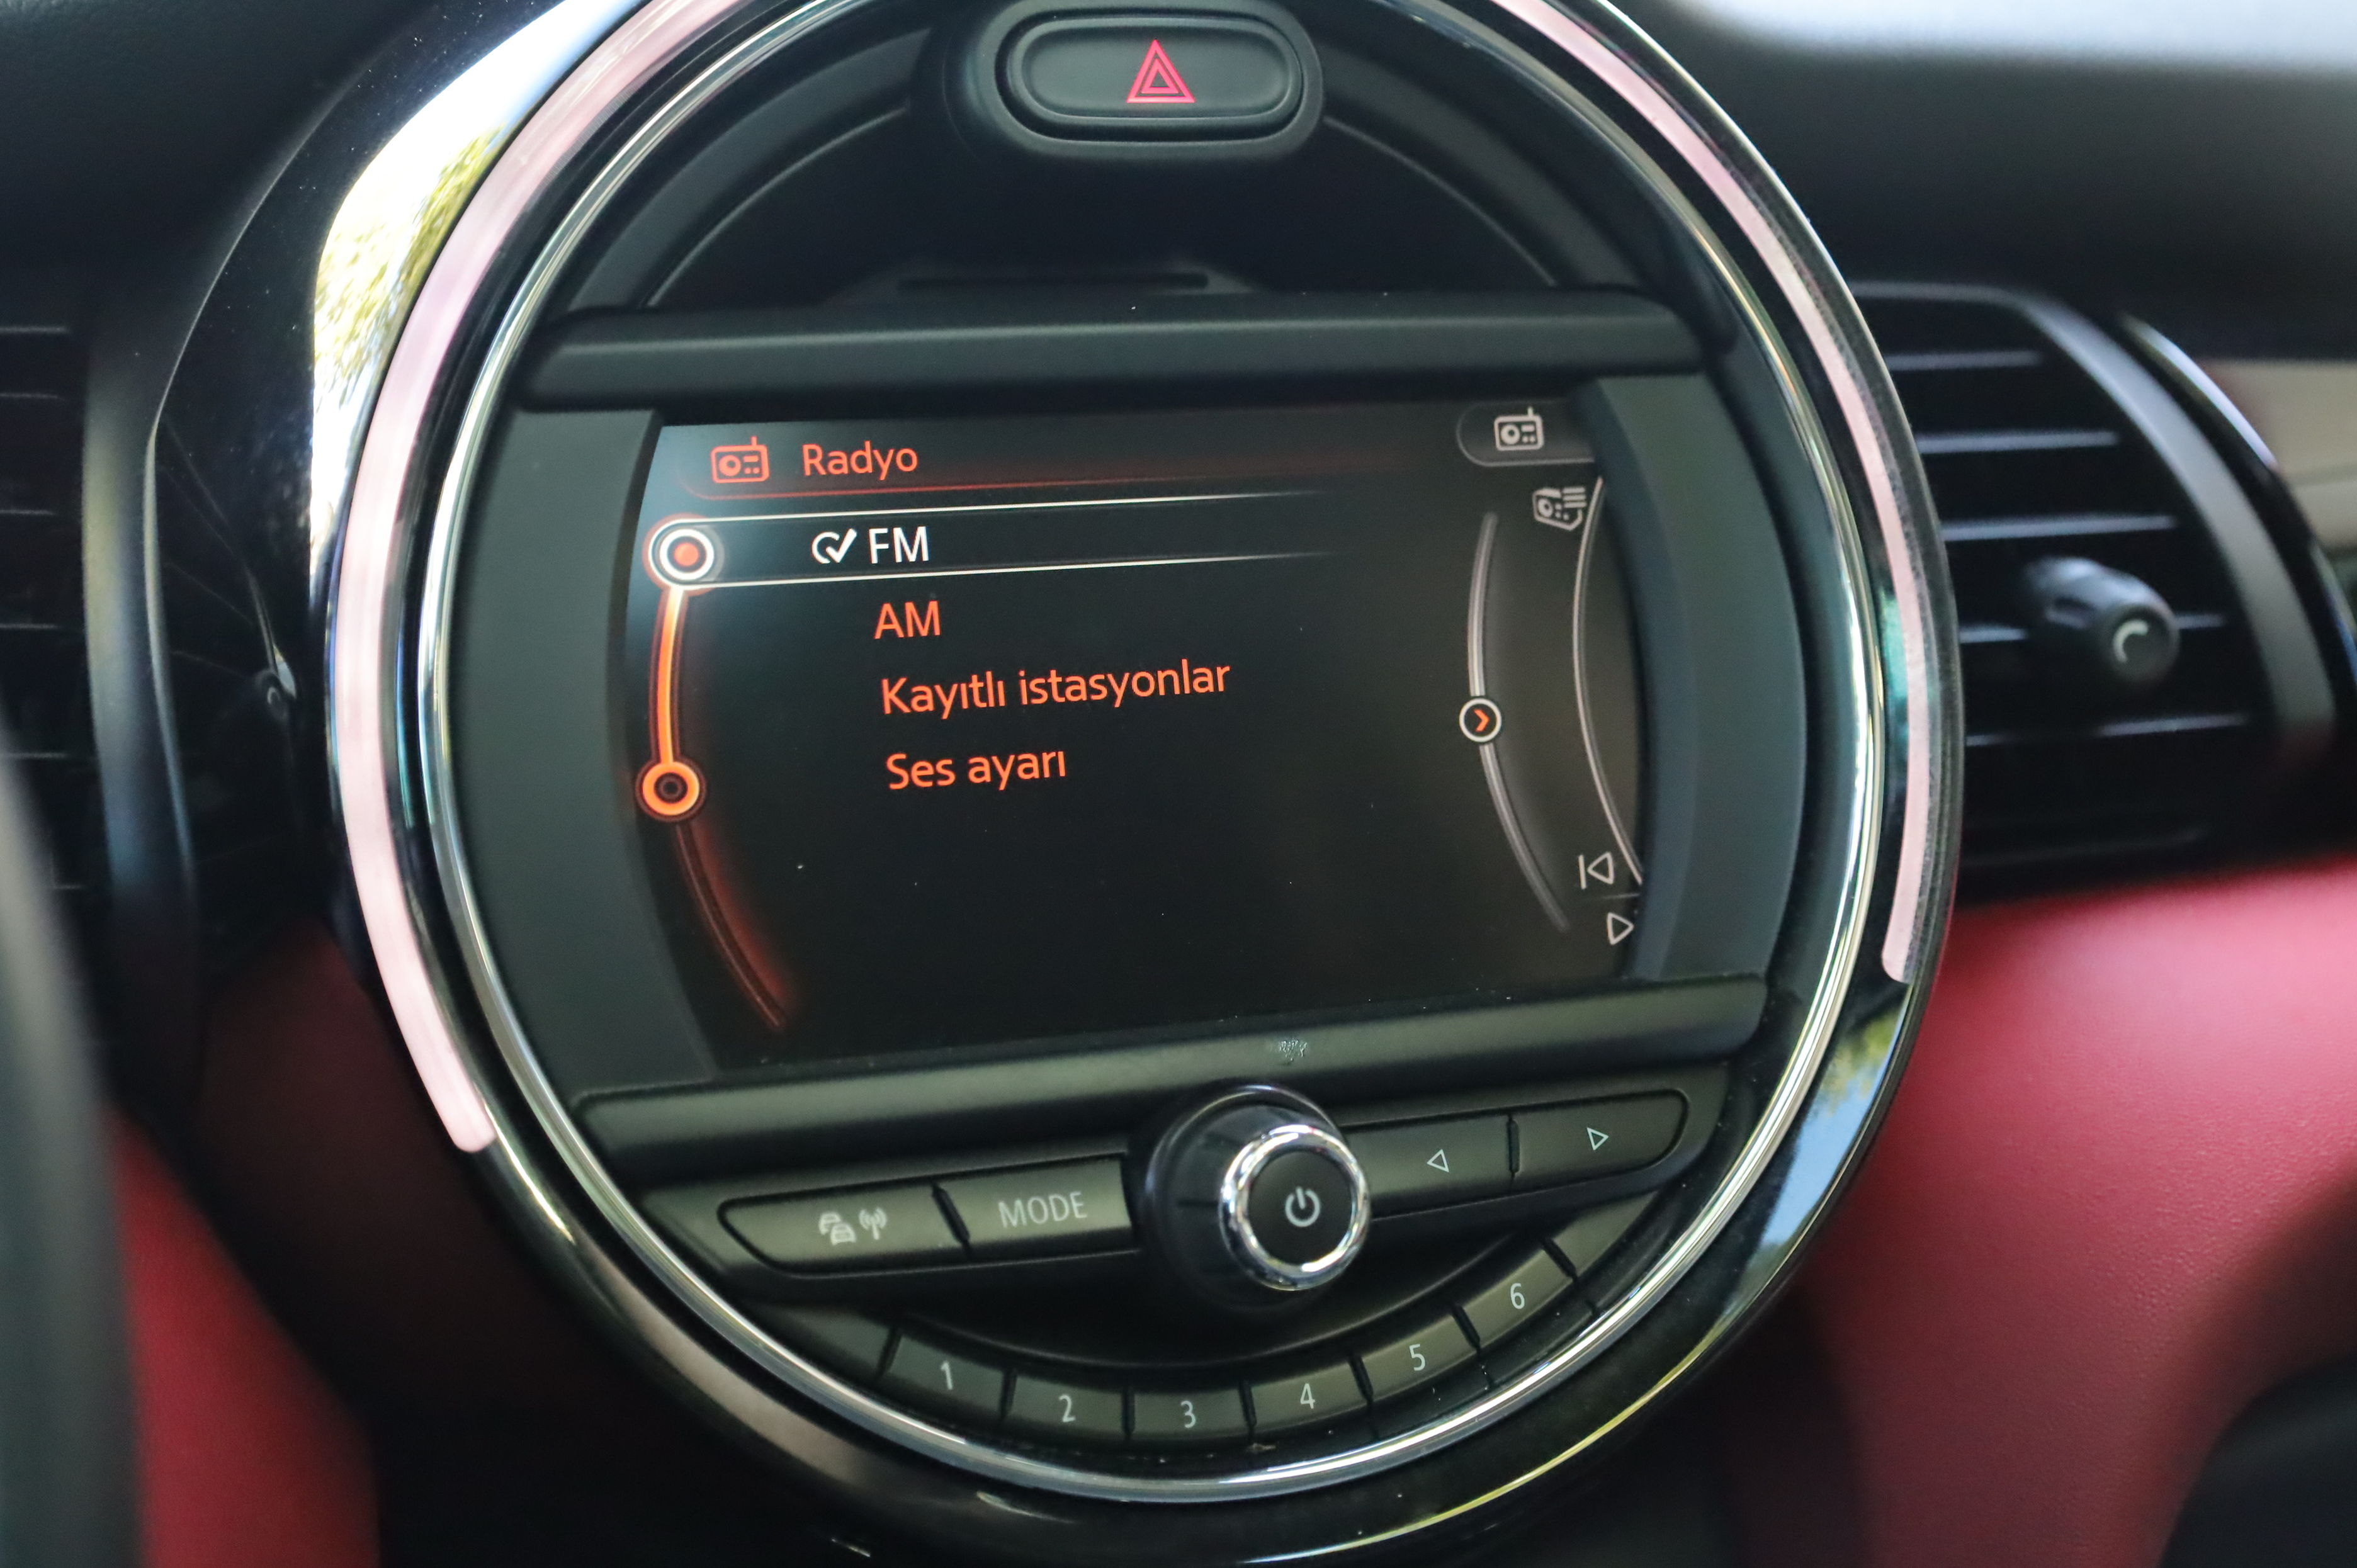 Radyo
FM
AM
Kayıtlı istasyonlar
Ses ayarı
MODE
1
2
3
4
5
6